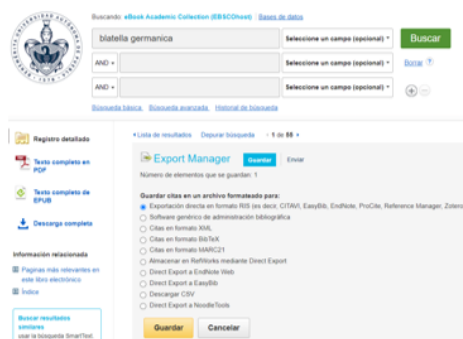 Buscando: eBook Academic Collection (EBSCOhost) Bases de datos
blatella germanica
Seleccione un campo (opcional)
Buscar
AND
Seleccione un campo (opcional)
Borrar ?
AND
Seleccione un campo (opcional)
Búsqueda básica Búsqueda avanzada Historial de búsqueda
Registro detallado
Texto completo en
PDF
Texto completo de
EPUB
Descarga completa
Información relacionada
Páginas más relevantes en
este libro electrónico
Índice
Buscar resultados
similares
usar la búsqueda SmartText.
Lista de resultados Depurar búsqueda 1 de 88
Export Manager Guardar Enviar
Número de elementos que se guardan: 1
Guardar citas en un archivo formateado para:
Exportación directa en formato RIS (es decir, CITAVI, EasyBib, EndNote, ProCite, Reference Manager, Zotero
Software genérico de administración bibliográfica
Citas en formato XML
Citas en formato BibTeX
Citas en formato MARC21
Almacenar en RefWorks mediante Direct Export
Direct Export a EndNote Web
Direct Export a EasyBib
Descargar CSV
Direct Export a NoodleTools
Guardar
Cancelar